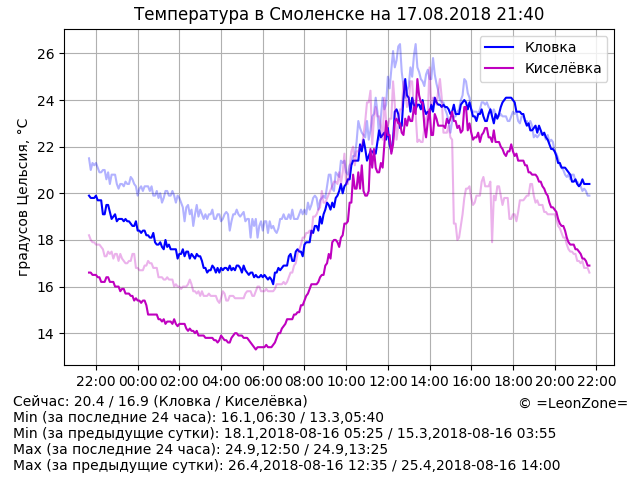 Температура в Смоленске на 17.08.2018 21:40
градусов Цельсия, °C
26
24
22
20
18
16
14
Кловка
Киселёвка
22:00 00:00 02:00 04:00 06:00 08:00 10:00 12:00 14:00 16:00 18:00 20:00 22:00
Сейчас: 20.4 / 16.9 (Кловка / Киселёвка)
© =LeonZone=
Min (за последние 24 часа): 16.1,06:30 / 13.3,05:40
Min (за предыдущие сутки): 18.1,2018-08-16 05:25 / 15.3,2018-08-16 03:55
Max (за последние 24 часа): 24.9,12:50 / 24.9,13:25
Max (за предыдущие сутки): 26.4,2018-08-16 12:35 / 25.4,2018-08-16 14:00